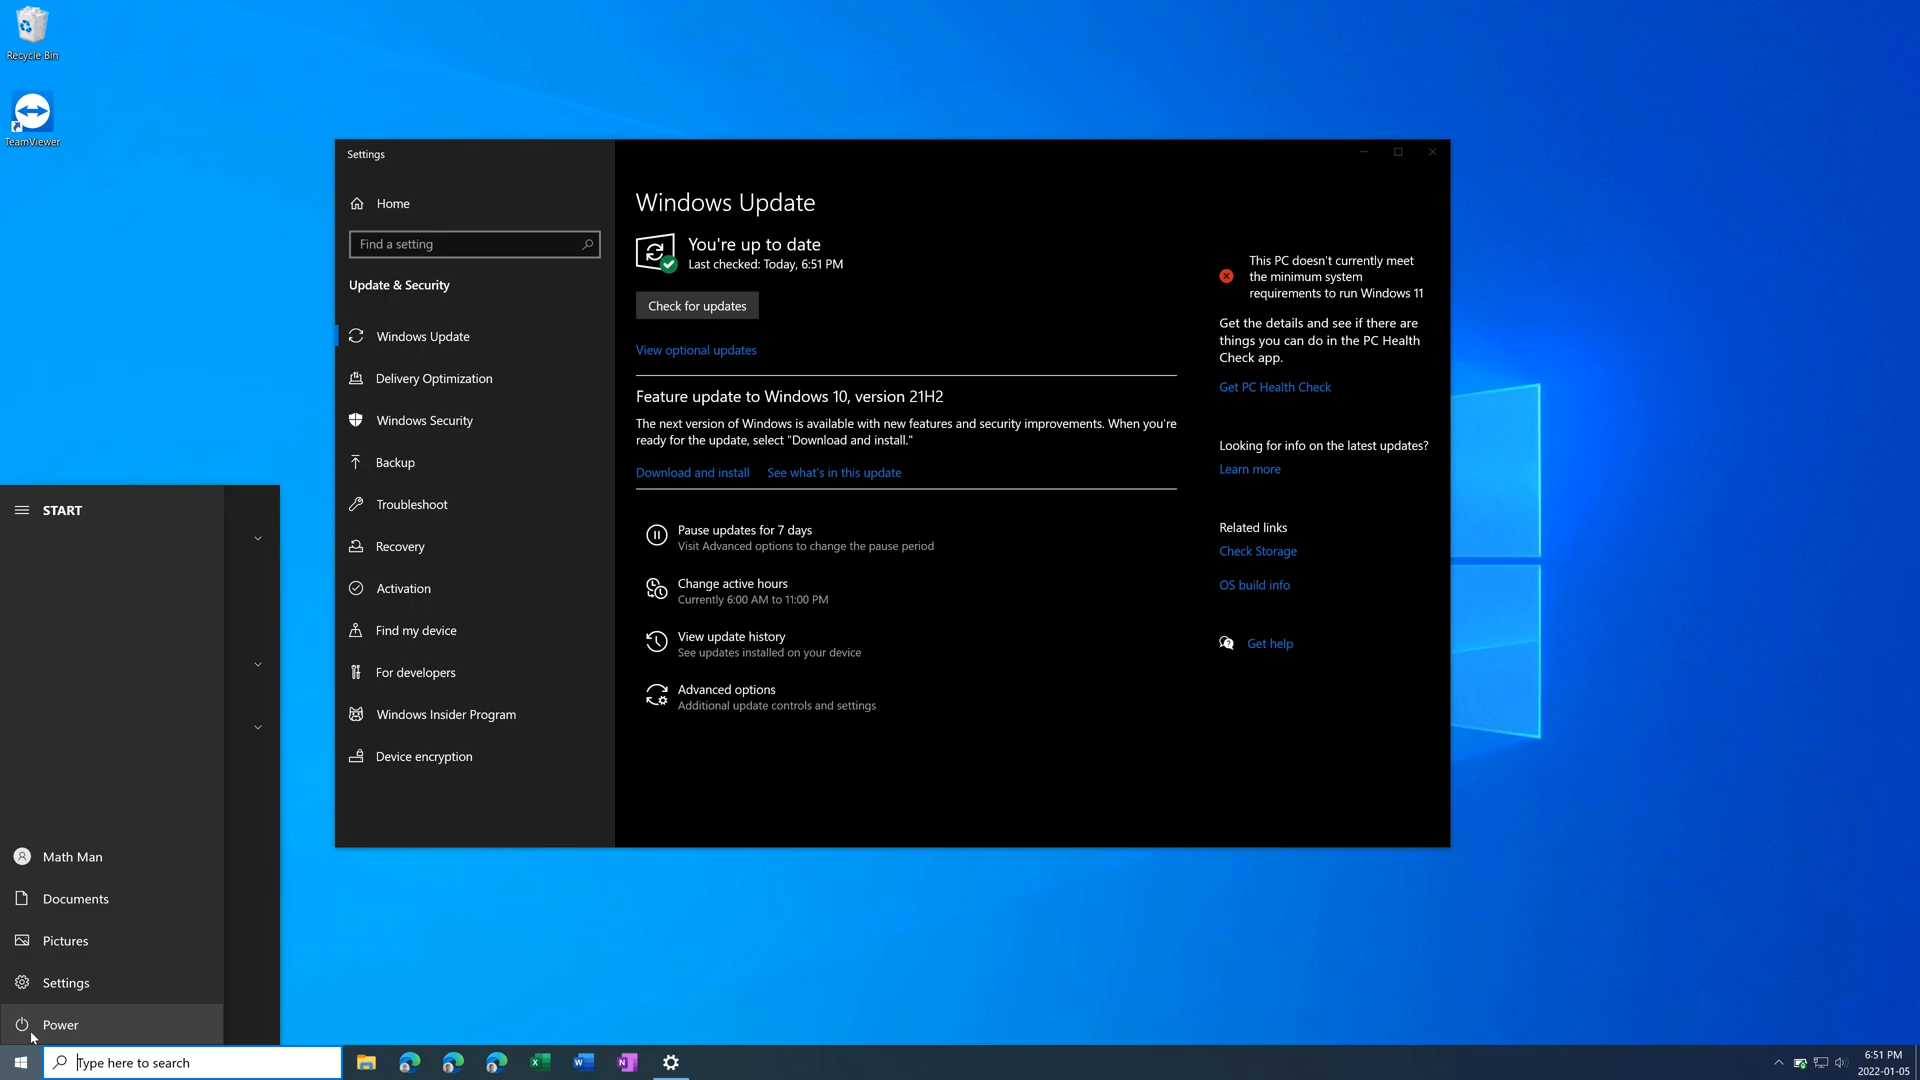 Recycle Bin
TeamViewer
Settings
Home
Find a setting
Update & Security
Windows Update
Delivery Optimization
Windows Security
Backup
Troubleshoot
Recovery
Activation
Find my device
For developers
Windows Insider Program
Device encryption
Windows Update
You're up to date
Last checked: Today, 6:51 PM
Check for updates
View optional updates
Feature update to Windows 10, version 21H2
The next version of Windows is available with new features and security improvements. When you're
ready for the update, select "Download and install."
Download and install See what's in this update
Pause updates for 7 days
Visit Advanced options to change the pause period
Change active hours
Currently 6:00 AM to 11:00 PM
View update history
See updates installed on your device
Advanced options
Additional update controls and settings
This PC doesn't currently meet
the minimum system
requirements to run Windows 11
Get the details and see if there are
things you can do in the PC Health
Check app.
Get PC Health Check
Looking for info on the latest updates?
Learn more
Related links
Check Storage
OS build info
Get help
START
Math Man
Documents
Pictures
Settings
Power
Type here to search
6:51 PM
2022-01-05